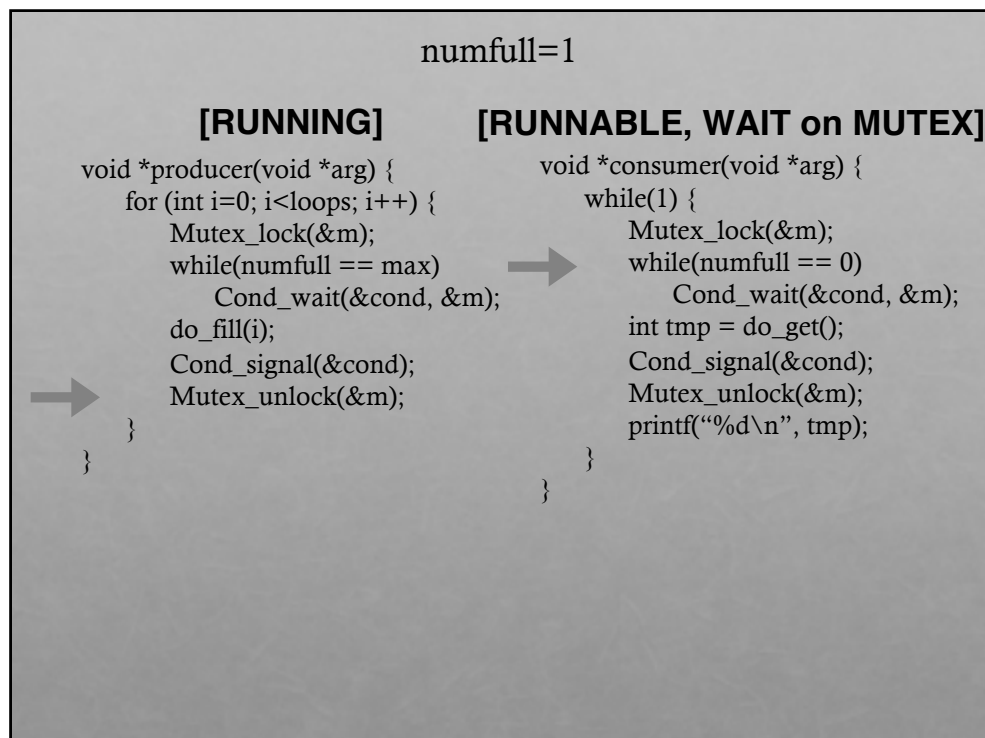 numfull=1
[RUNNING]
void *producer(void *arg) {
for (int i=0; i<loops; i++) {
Mutex_lock(&m);
while(numfull == max)
Cond_wait(&cond, &m);
do_fill(i);
Cond_signal(&cond);
Mutex_unlock(&m);
}
}
[RUNNABLE, WAIT on MUTEX]
void *consumer(void *arg) {
while(1) {
Mutex_lock(&m);
while(numfull == 0)
Cond_wait(&cond, &m);
int tmp = do_get();
Cond_signal(&cond);
Mutex_unlock(&m);
printf(“%d\n”, tmp);
}
}